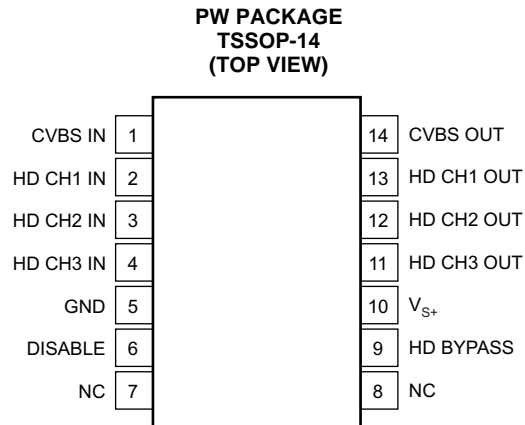 PW PACKAGE
TSSOP-14
(TOP VIEW)
CVBS IN 1 14 CVBS OUT
HD CH1 IN 2 13 HD CH1 OUT
HD CH2 IN 3 12 HD CH2 OUT
HD CH3 IN 4 11 HD CH3 OUT
GND 5 10 VS+
DISABLE 6 9 HD BYPASS
NC 7 8 NC